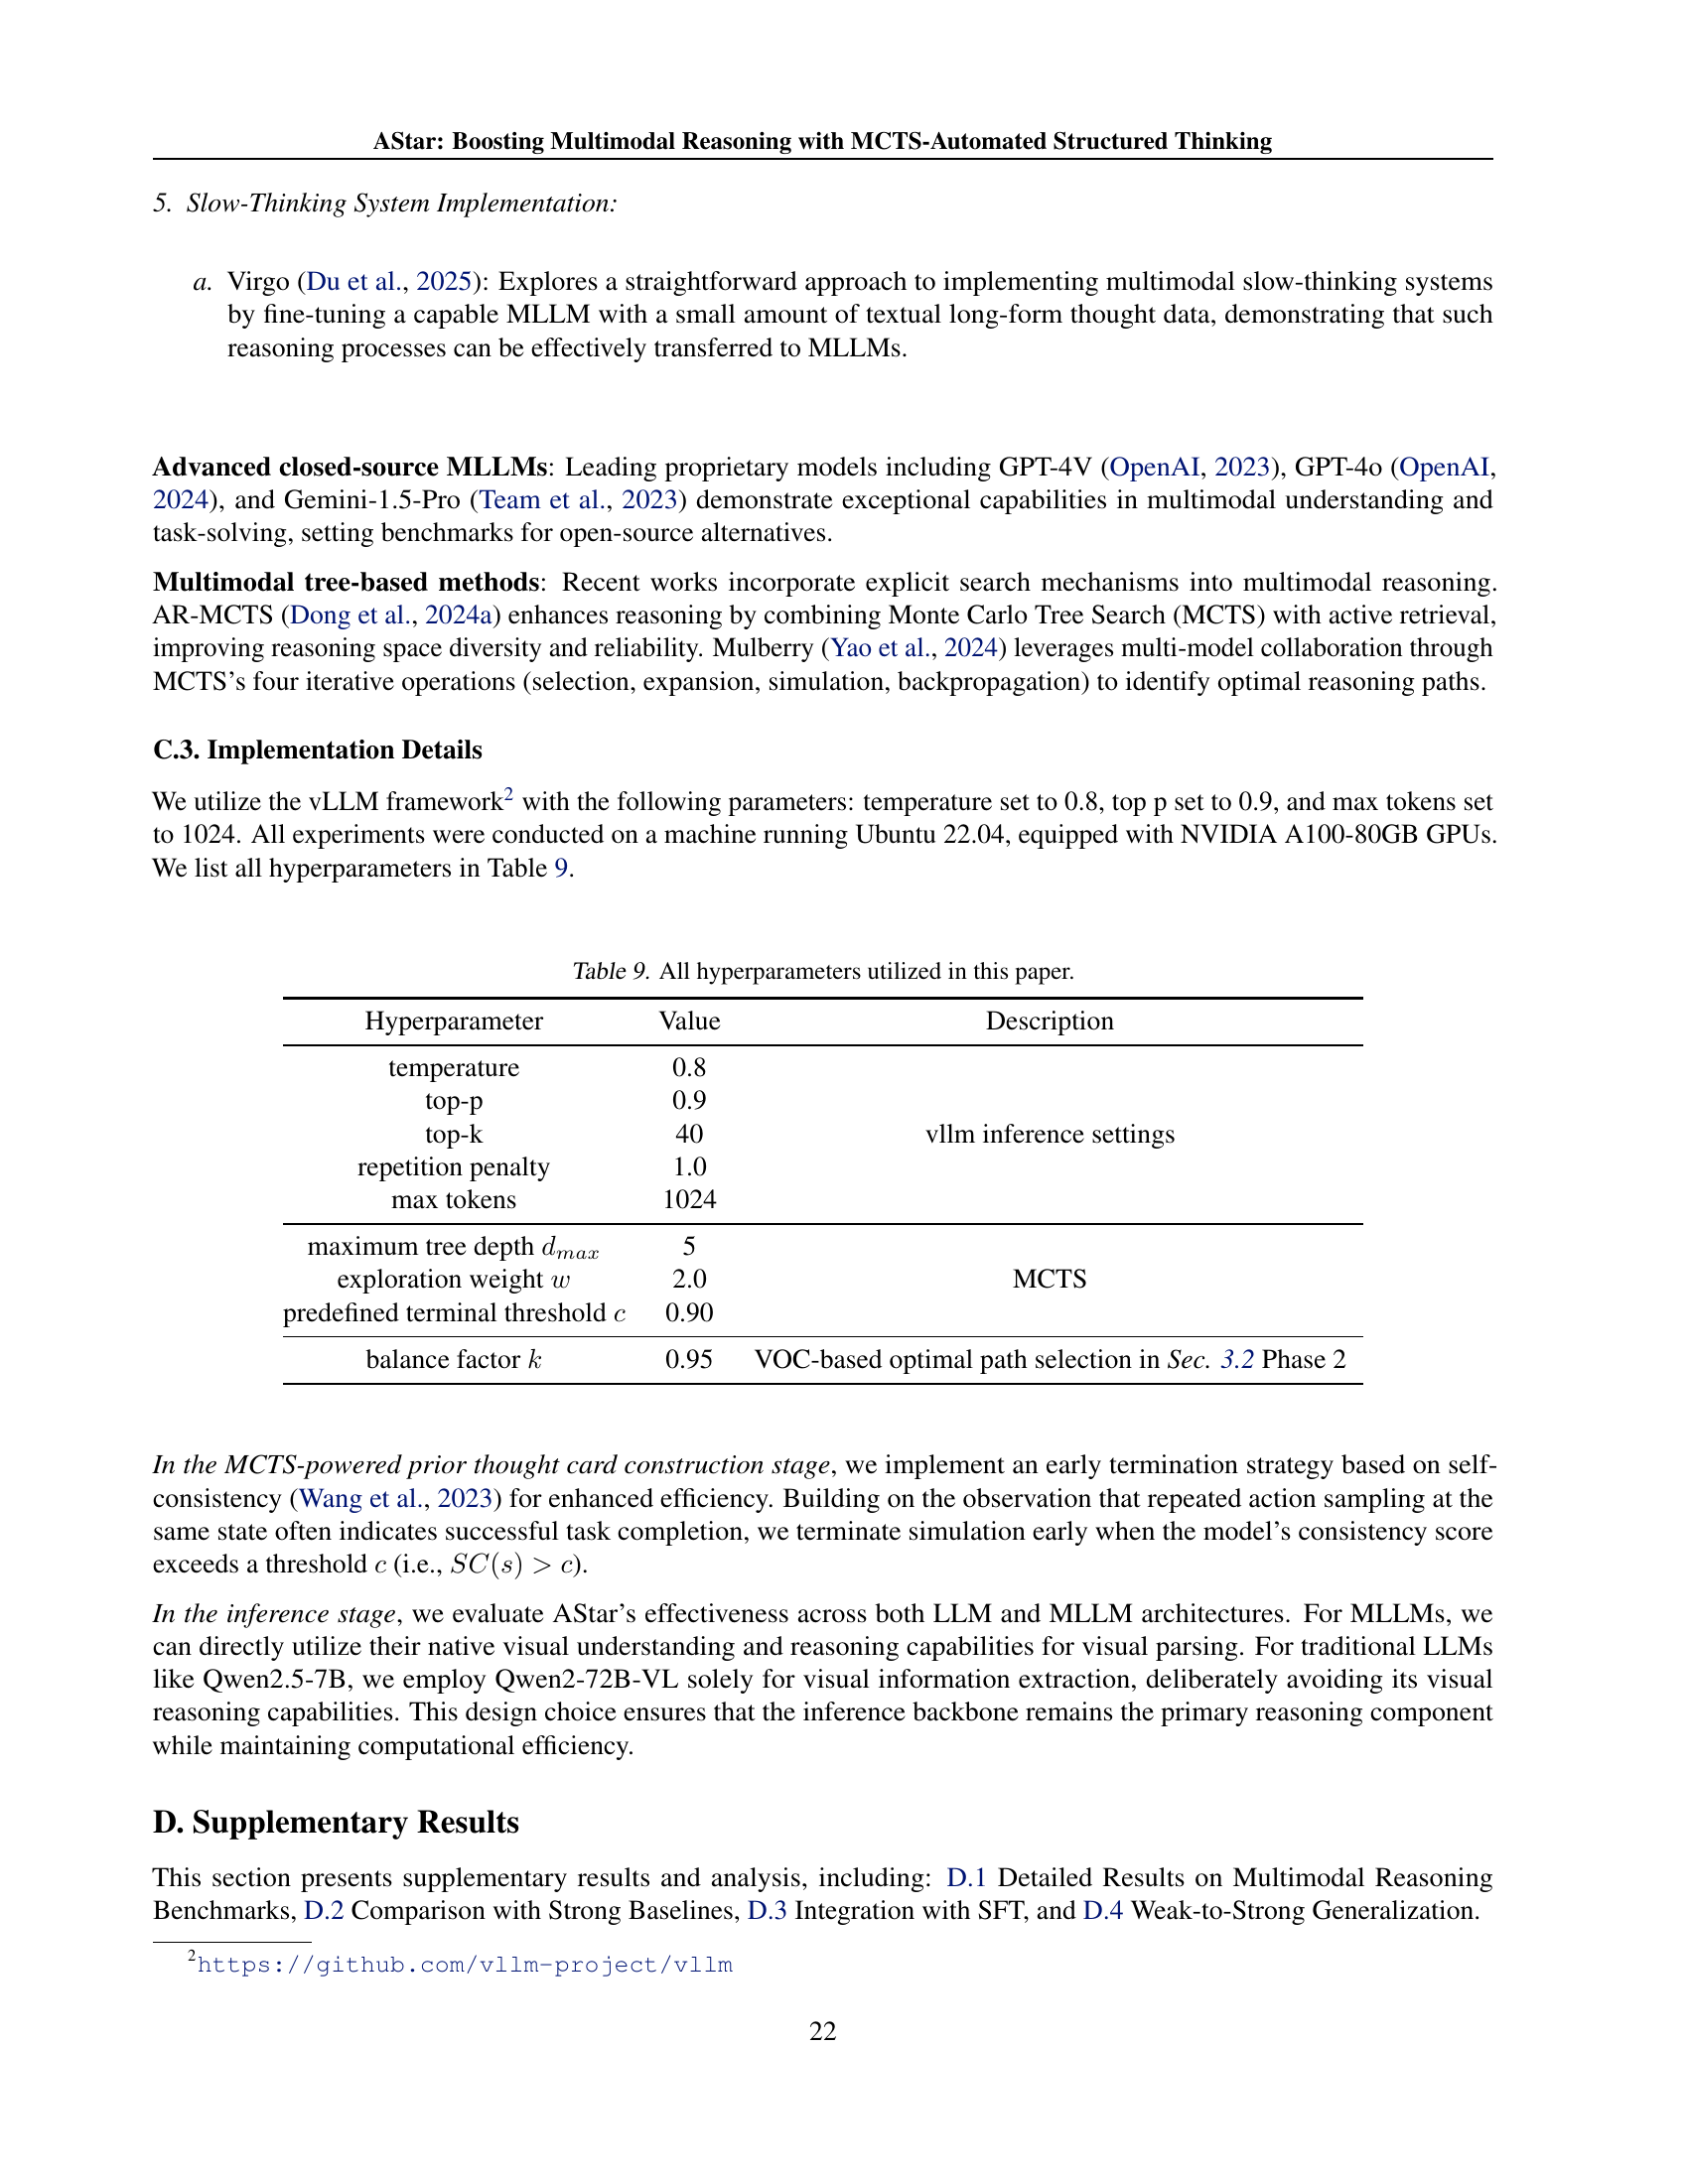 AStar: Boosting Multimodal Reasoning with MCTS-Automated Structured Thinking
5. Slow-Thinking System Implementation:
a. Virgo (Du et al., 2025): Explores a straightforward approach to implementing multimodal slow-thinking systems
by fine-tuning a capable MLLM with a small amount of textual long-form thought data, demonstrating that such
reasoning processes can be effectively transferred to MLLMs.
Advanced closed-source MLLMs: Leading proprietary models including GPT-4V (OpenAI, 2023), GPT-4o (OpenAI,
2024), and Gemini-1.5-Pro (Team et al., 2023) demonstrate exceptional capabilities in multimodal understanding and
task-solving, setting benchmarks for open-source alternatives.
Multimodal tree-based methods: Recent works incorporate explicit search mechanisms into multimodal reasoning.
AR-MCTS (Dong et al., 2024a) enhances reasoning by combining Monte Carlo Tree Search (MCTS) with active retrieval,
improving reasoning space diversity and reliability. Mulberry (Yao et al., 2024) leverages multi-model collaboration through
MCTS's four iterative operations (selection, expansion, simulation, backpropagation) to identify optimal reasoning paths.
C.3. Implementation Details
We utilize the vLLM framework2 with the following parameters: temperature set to 0.8, top p set to 0.9, and max tokens set
to 1024. All experiments were conducted on a machine running Ubuntu 22.04, equipped with NVIDIA A100-80GB GPUs.
We list all hyperparameters in Table 9.
Table 9. All hyperparameters utilized in this paper.
Hyperparameter Value Description
temperature 0.8
top-p 0.9
top-k 40 vllm inference settings
repetition penalty 1.0
max tokens 1024
maximum tree depth d_max 5
exploration weight w 2.0 MCTS
predefined terminal threshold c 0.90
balance factor k 0.95 VOC-based optimal path selection in Sec. 3.2 Phase 2
In the MCTS-powered prior thought card construction stage, we implement an early termination strategy based on self-
consistency (Wang et al., 2023) for enhanced efficiency. Building on the observation that repeated action sampling at the
same state often indicates successful task completion, we terminate simulation early when the model's consistency score
exceeds a threshold c (i.e., SC(s) > c).
In the inference stage, we evaluate AStar's effectiveness across both LLM and MLLM architectures. For MLLMs, we
can directly utilize their native visual understanding and reasoning capabilities for visual parsing. For traditional LLMs
like Qwen2.5-7B, we employ Qwen2-72B-VL solely for visual information extraction, deliberately avoiding its visual
reasoning capabilities. This design choice ensures that the inference backbone remains the primary reasoning component
while maintaining computational efficiency.
D. Supplementary Results
This section presents supplementary results and analysis, including: D.1 Detailed Results on Multimodal Reasoning
Benchmarks, D.2 Comparison with Strong Baselines, D.3 Integration with SFT, and D.4 Weak-to-Strong Generalization.
2https://github.com/vllm-project/vllm
22